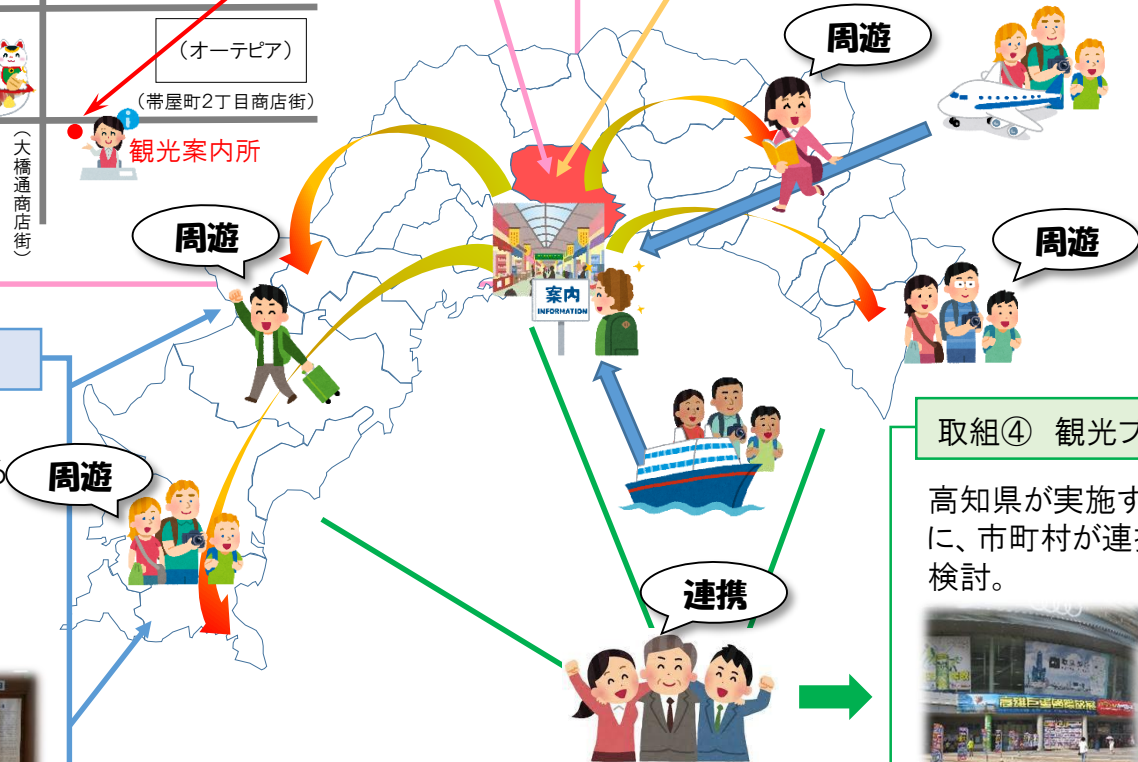 (オーテピア)
(帯屋町2丁目商店街)
(大橋通商店街)
観光案内所
周遊
周遊
周遊
周遊
案内
INFORMATION
連携
取組④ 観光フ
高知県が実施す
に、市町村が連
検討。